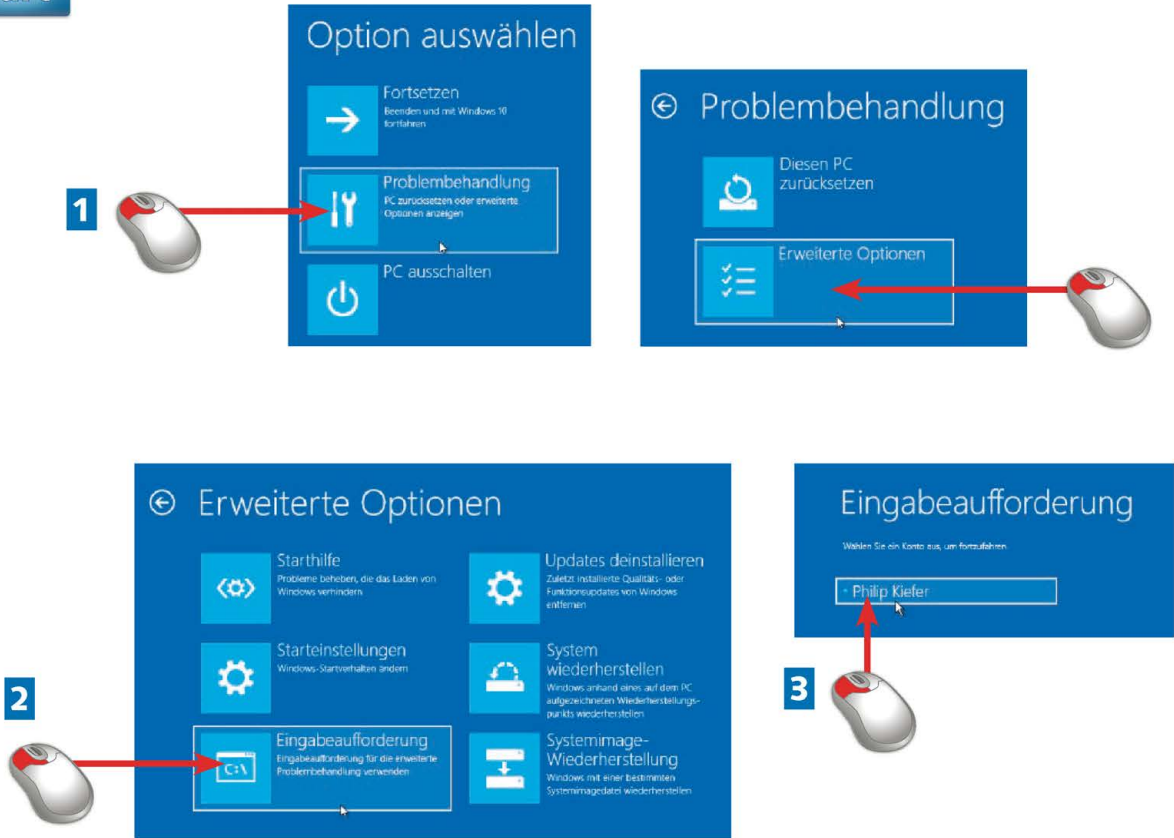 Option auswählen
Fortsetzen
Beenden und mit Windows 10
fortfahren
1
Problembehandlung
PC zurücksetzen oder erweiterte
Optionen anzeigen
PC ausschalten
Problembehandlung
Diesen PC
zurücksetzen
Erweiterte Optionen
2
Erweiterte Optionen
Starthilfe
Probleme beheben, die das Laden von
Windows verhindern
Starteinstellungen
Windows-Startverhalten ändern
Eingabeaufforderung
Eingabeaufforderung für die erweiterte
Problembehandlung verwenden
C:\
Updates deinstallieren
Zuletzt installierte Qualitäts- oder
Funktionsupdates von Windows
entfernen
System
wiederherstellen
Windows anhand eines auf dem PC
aufgezeichneten Wiederherstellungs-
punkts wiederherstellen
Systemimage-
Wiederherstellung
Windows mit einer bestimmten
Systemimagedatei wiederherstellen
3
Eingabeaufforderung
Wählen Sie ein Konto aus, um fortzufahren.
Philip Kiefer